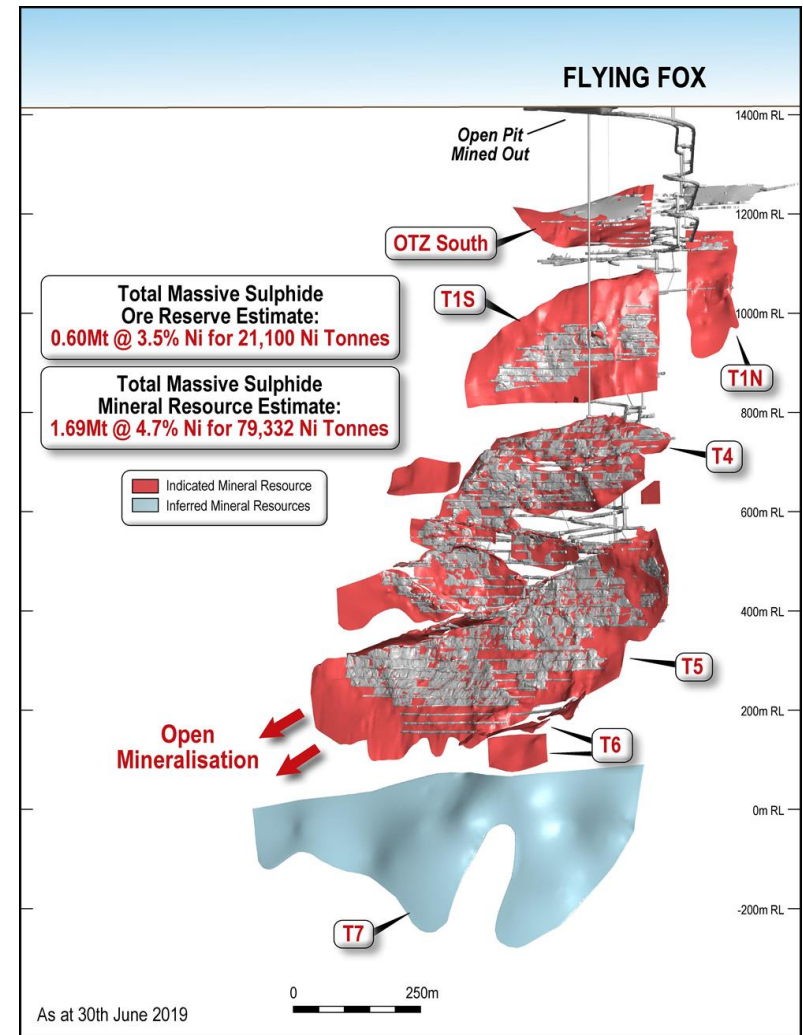 FLYING FOX
1400m RL
Open Pit
Mined Out
1200m RL
OTZ South
Total Massive Sulphide
Ore Reserve Estimate:
0.60Mt @ 3.5% Ni for 21,100 Ni Tonnes
T1S
1000m RL
T1N
Total Massive Sulphide
Mineral Resource Estimate:
1.69Mt @ 4.7% Ni for 79,332 Ni Tonnes
800m RL
T4
Indicated Mineral Resource
Inferred Mineral Resources
600m RL
400m RL
T5
200m RL
Open
Mineralisation
T6
0m RL
-200m RL
T7
0 250m
As at 30th June 2019